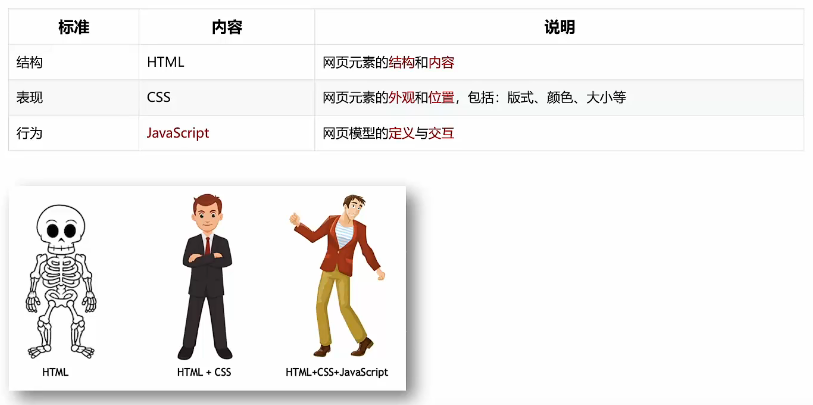 标准 内容 说明
结构 HTML 网页元素的结构和内容
表现 CSS 网页元素的外观和位置，包括：版式、颜色、大小等
行为 JavaScript 网页模型的定义与交互
HTML HTML + CSS HTML+CSS+JavaScript